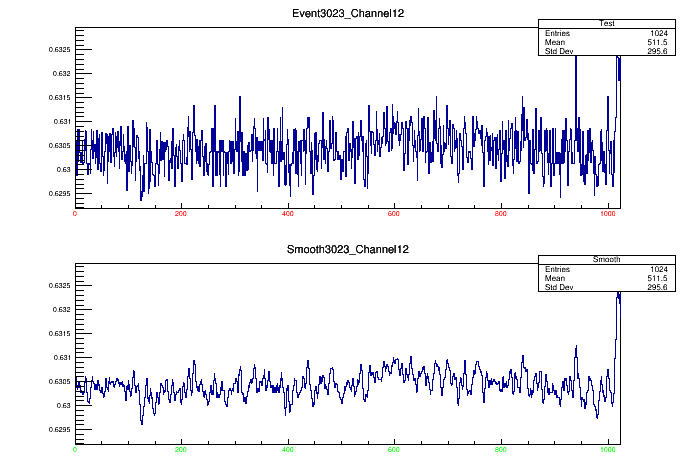 Event3023_Channel12
Test
Entries 1024
Mean 511.5
Std Dev 295.6
0.6325
0.632
0.6315
0.631
0.6305
0.63
0.6295
0 200 400 600 800 1000
Smooth3023_Channel12
Smooth
Entries 1024
Mean 511.5
Std Dev 295.6
0.6325
0.632
0.6315
0.631
0.6305
0.63
0.6295
0 200 400 600 800 1000